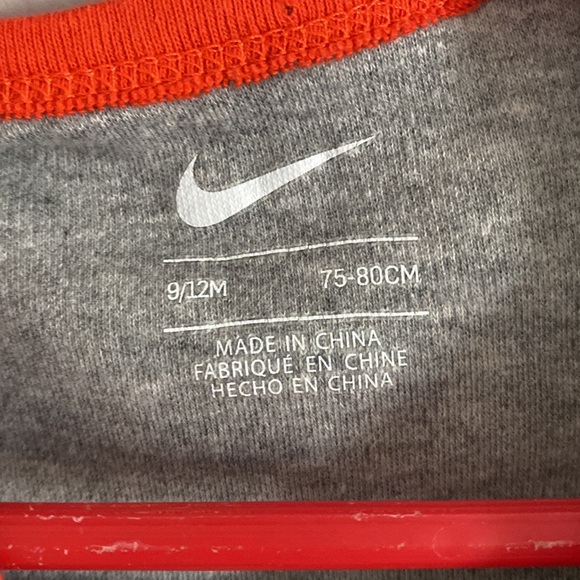 9/12M 75-80CM
MADE IN CHINA
FABRIQUÉ EN CHINE
HECHO EN CHINA